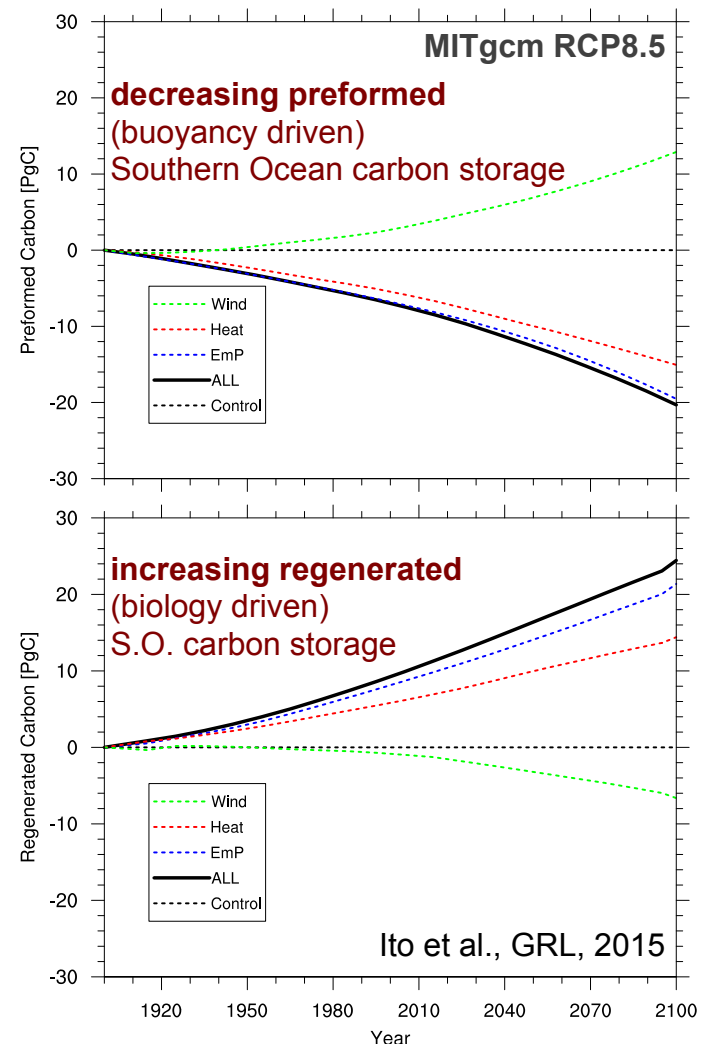 MITgcm RCP8.5
decreasing preformed
(buoyancy driven)
Southern Ocean carbon storage
30
20
10
0
-10
-20
-30
Preformed Carbon [PgC]
Wind
Heat
EmP
ALL
Control
increasing regenerated
(biology driven)
S.O. carbon storage
30
20
10
0
-10
-20
-30
Regenerated Carbon [PgC]
Wind
Heat
EmP
ALL
Control
Ito et al., GRL, 2015
1920 1950 1980 2010 2040 2070 2100
Year